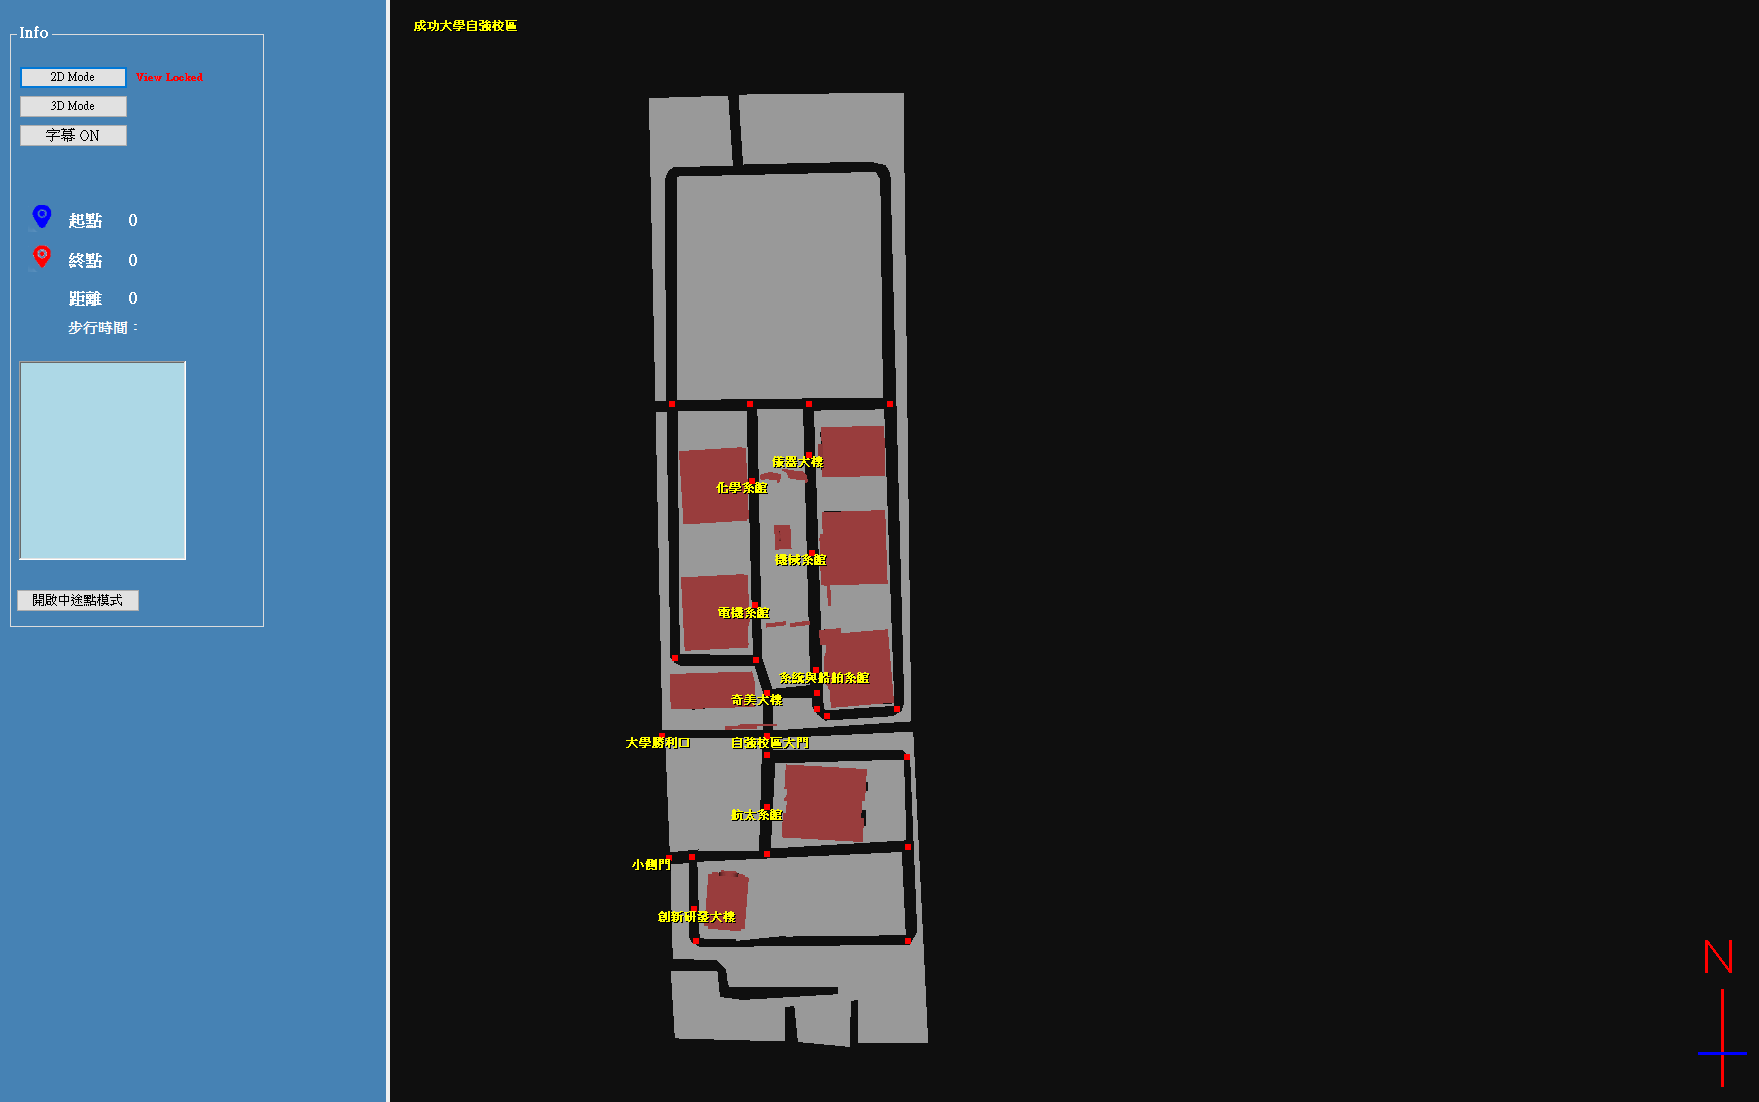 Info
2D Mode
View Locked
3D Mode
字幕 ON
起點 0
終點 0
距離 0
步行時間：
開啟中途點模式
成功大學自強校區
儀器大樓
化學系館
機械系館
電機系館
系統與船舶系館
奇美大樓
大學勝利口
自強校區大門
航太系館
小側門
創新研發大樓
N